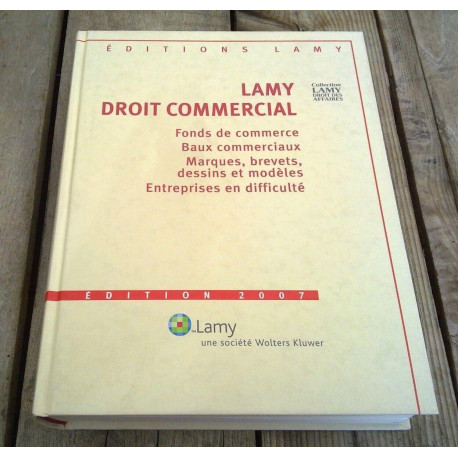 ÉDITIONS LAMY
LAMY
DROIT COMMERCIAL
Collection
LAMY
DROIT DES
AFFAIRES
Fonds de commerce
Baux commerciaux
Marques, brevets,
dessins et modèles
Entreprises en difficulté
ÉDITION 2007
Lamy
une société Wolters Kluwer